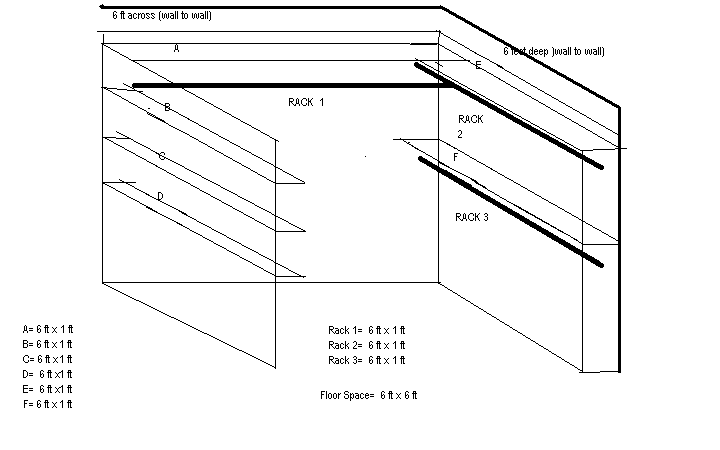 6 ft across (wall to wall)
A
6 feet deep )wall to wall)
E
RACK 1
B
RACK
2
C
F
D
RACK 3
A= 6 ft x 1 ft
B= 6 ft x 1 ft
C= 6 ft x 1 ft
D= 6 ft x1 ft
E= 6 ft x1 ft
F= 6 ft x 1 ft
Rack 1= 6 ft x 1 ft
Rack 2= 6 ft x 1 ft
Rack 3= 6 ft x 1 ft
Floor Space= 6 ft x 6 ft